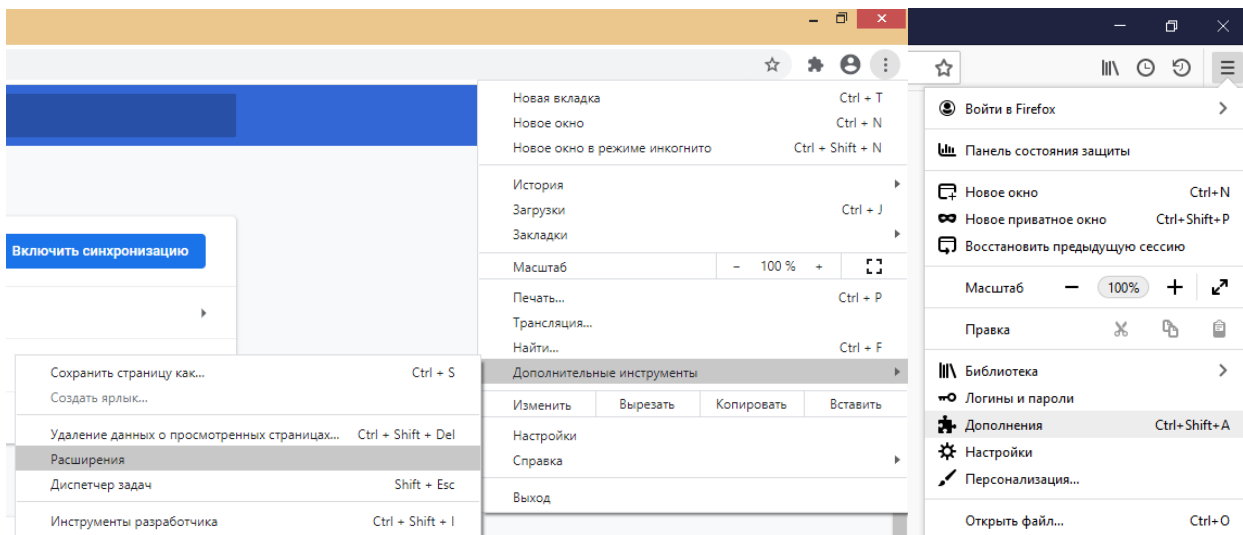 Новая вкладка Ctrl + T
Новое окно Ctrl + N
Новое окно в режиме инкогнито Ctrl + Shift + N
История
Загрузки Ctrl + J
Закладки
Масштаб - 100 % +
Печать... Ctrl + P
Трансляция...
Найти... Ctrl + F
Дополнительные инструменты
Изменить Вырезать Копировать Вставить
Настройки
Справка
Выход
Включить синхронизацию
Сохранить страницу как... Ctrl + S
Создать ярлык...
Удаление данных о просмотренных страницах... Ctrl + Shift + Del
Расширения
Диспетчер задач Shift + Esc
Инструменты разработчика Ctrl + Shift + I
Войти в Firefox
Панель состояния защиты
Новое окно Ctrl+N
Новое приватное окно Ctrl+Shift+P
Восстановить предыдущую сессию
Масштаб − 100% +
Правка
Библиотека
Логины и пароли
Дополнения Ctrl+Shift+A
Настройки
Персонализация...
Открыть файл... Ctrl+O